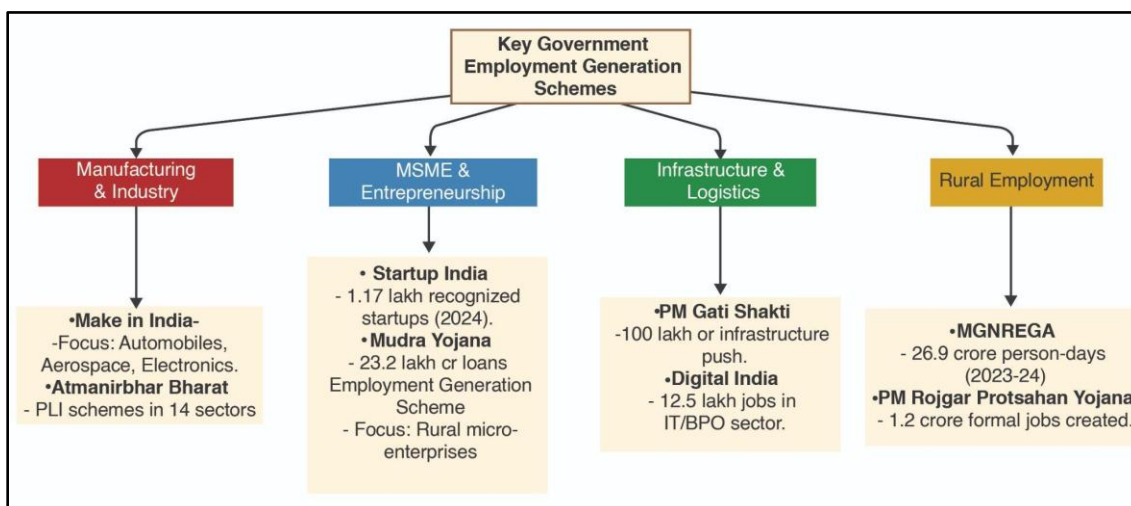 Key Government
Employment Generation
Schemes
Manufacturing
& Industry
MSME &
Entrepreneurship
Infrastructure &
Logistics
Rural Employment
•Make in India-
-Focus: Automobiles,
Aerospace, Electronics.
•Atmanirbhar Bharat
- PLI schemes in 14 sectors
• Startup India
- 1.17 lakh recognized
startups (2024).
• Mudra Yojana
- 23.2 lakh cr loans
Employment Generation
Scheme
- Focus: Rural micro-
enterprises
•PM Gati Shakti
-100 lakh or infrastructure
push.
•Digital India
- 12.5 lakh jobs in
IT/BPO sector.
• MGNREGA
- 26.9 crore person-days
(2023-24)
•PM Rojgar Protsahan Yojana
- 1.2 crore formal jobs created.